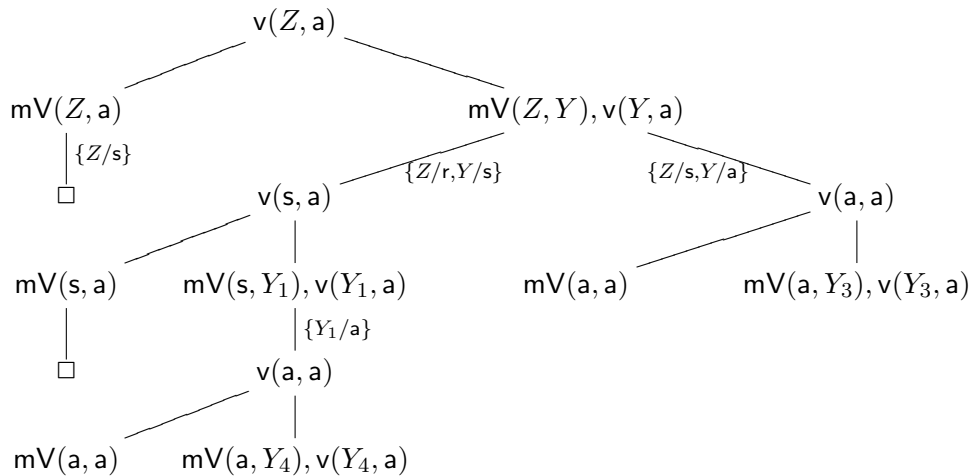 v(Z, a)
mV(Z, a) mV(Z, Y), v(Y, a)
{Z/s} {Z/r,Y/s} {Z/s,Y/a}
□ v(s, a) v(a, a)
mV(s, a) mV(s, Y₁), v(Y₁, a) mV(a, a) mV(a, Y₃), v(Y₃, a)
{Y₁/a}
□ v(a, a)
mV(a, a) mV(a, Y₄), v(Y₄, a)